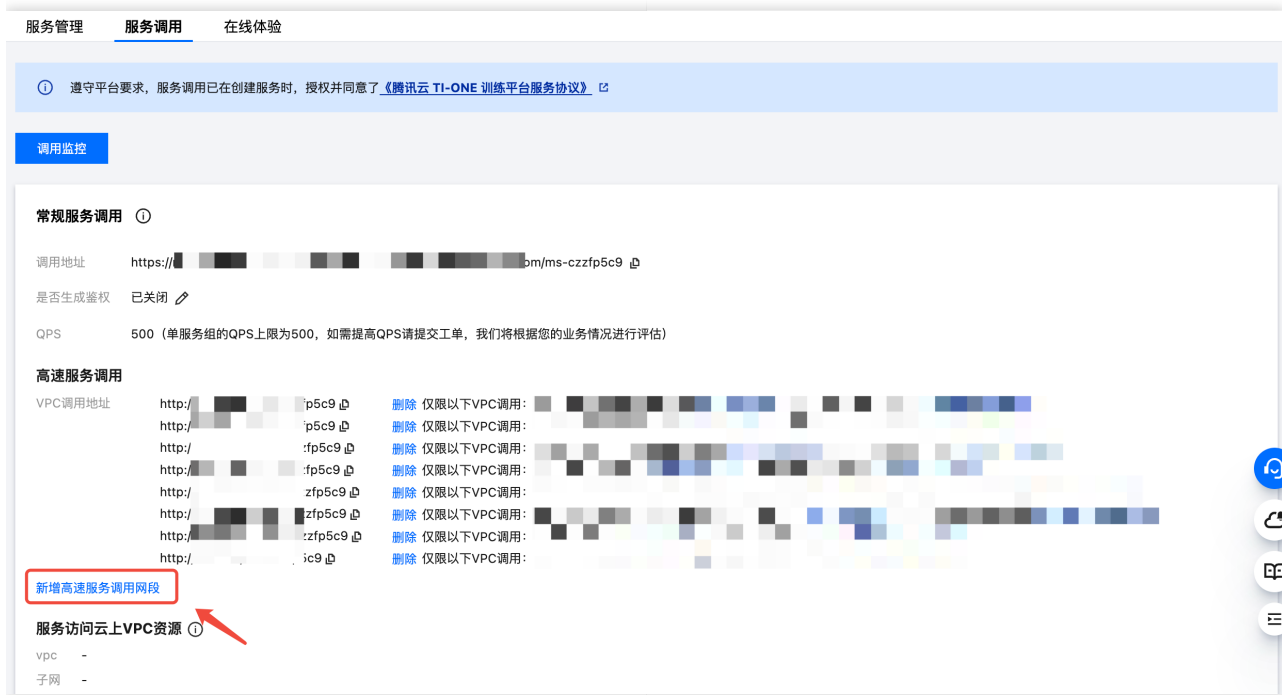 服务管理 服务调用 在线体验
遵守平台要求，服务调用已在创建服务时，授权并同意了《腾讯云 TI-ONE 训练平台服务协议》
调用监控
常规服务调用
调用地址 https:// om/ms-czzfp5c9
是否生成鉴权 已关闭
QPS 500（单服务组的QPS上限为500，如需提高QPS请提交工单，我们将根据您的业务情况进行评估）
高速服务调用
VPC调用地址 http:/ p5c9 删除 仅限以下VPC调用：
http:/ p5c9 删除 仅限以下VPC调用：
http:/ zfp5c9 删除 仅限以下VPC调用：
http:/ fp5c9 删除 仅限以下VPC调用：
http:/ zfp5c9 删除 仅限以下VPC调用：
http:/ zfp5c9 删除 仅限以下VPC调用：
http:/ zzfp5c9 删除 仅限以下VPC调用：
http:/ 5c9 删除 仅限以下VPC调用：
新增高速服务调用网段
服务访问云上VPC资源
vpc -
子网 -